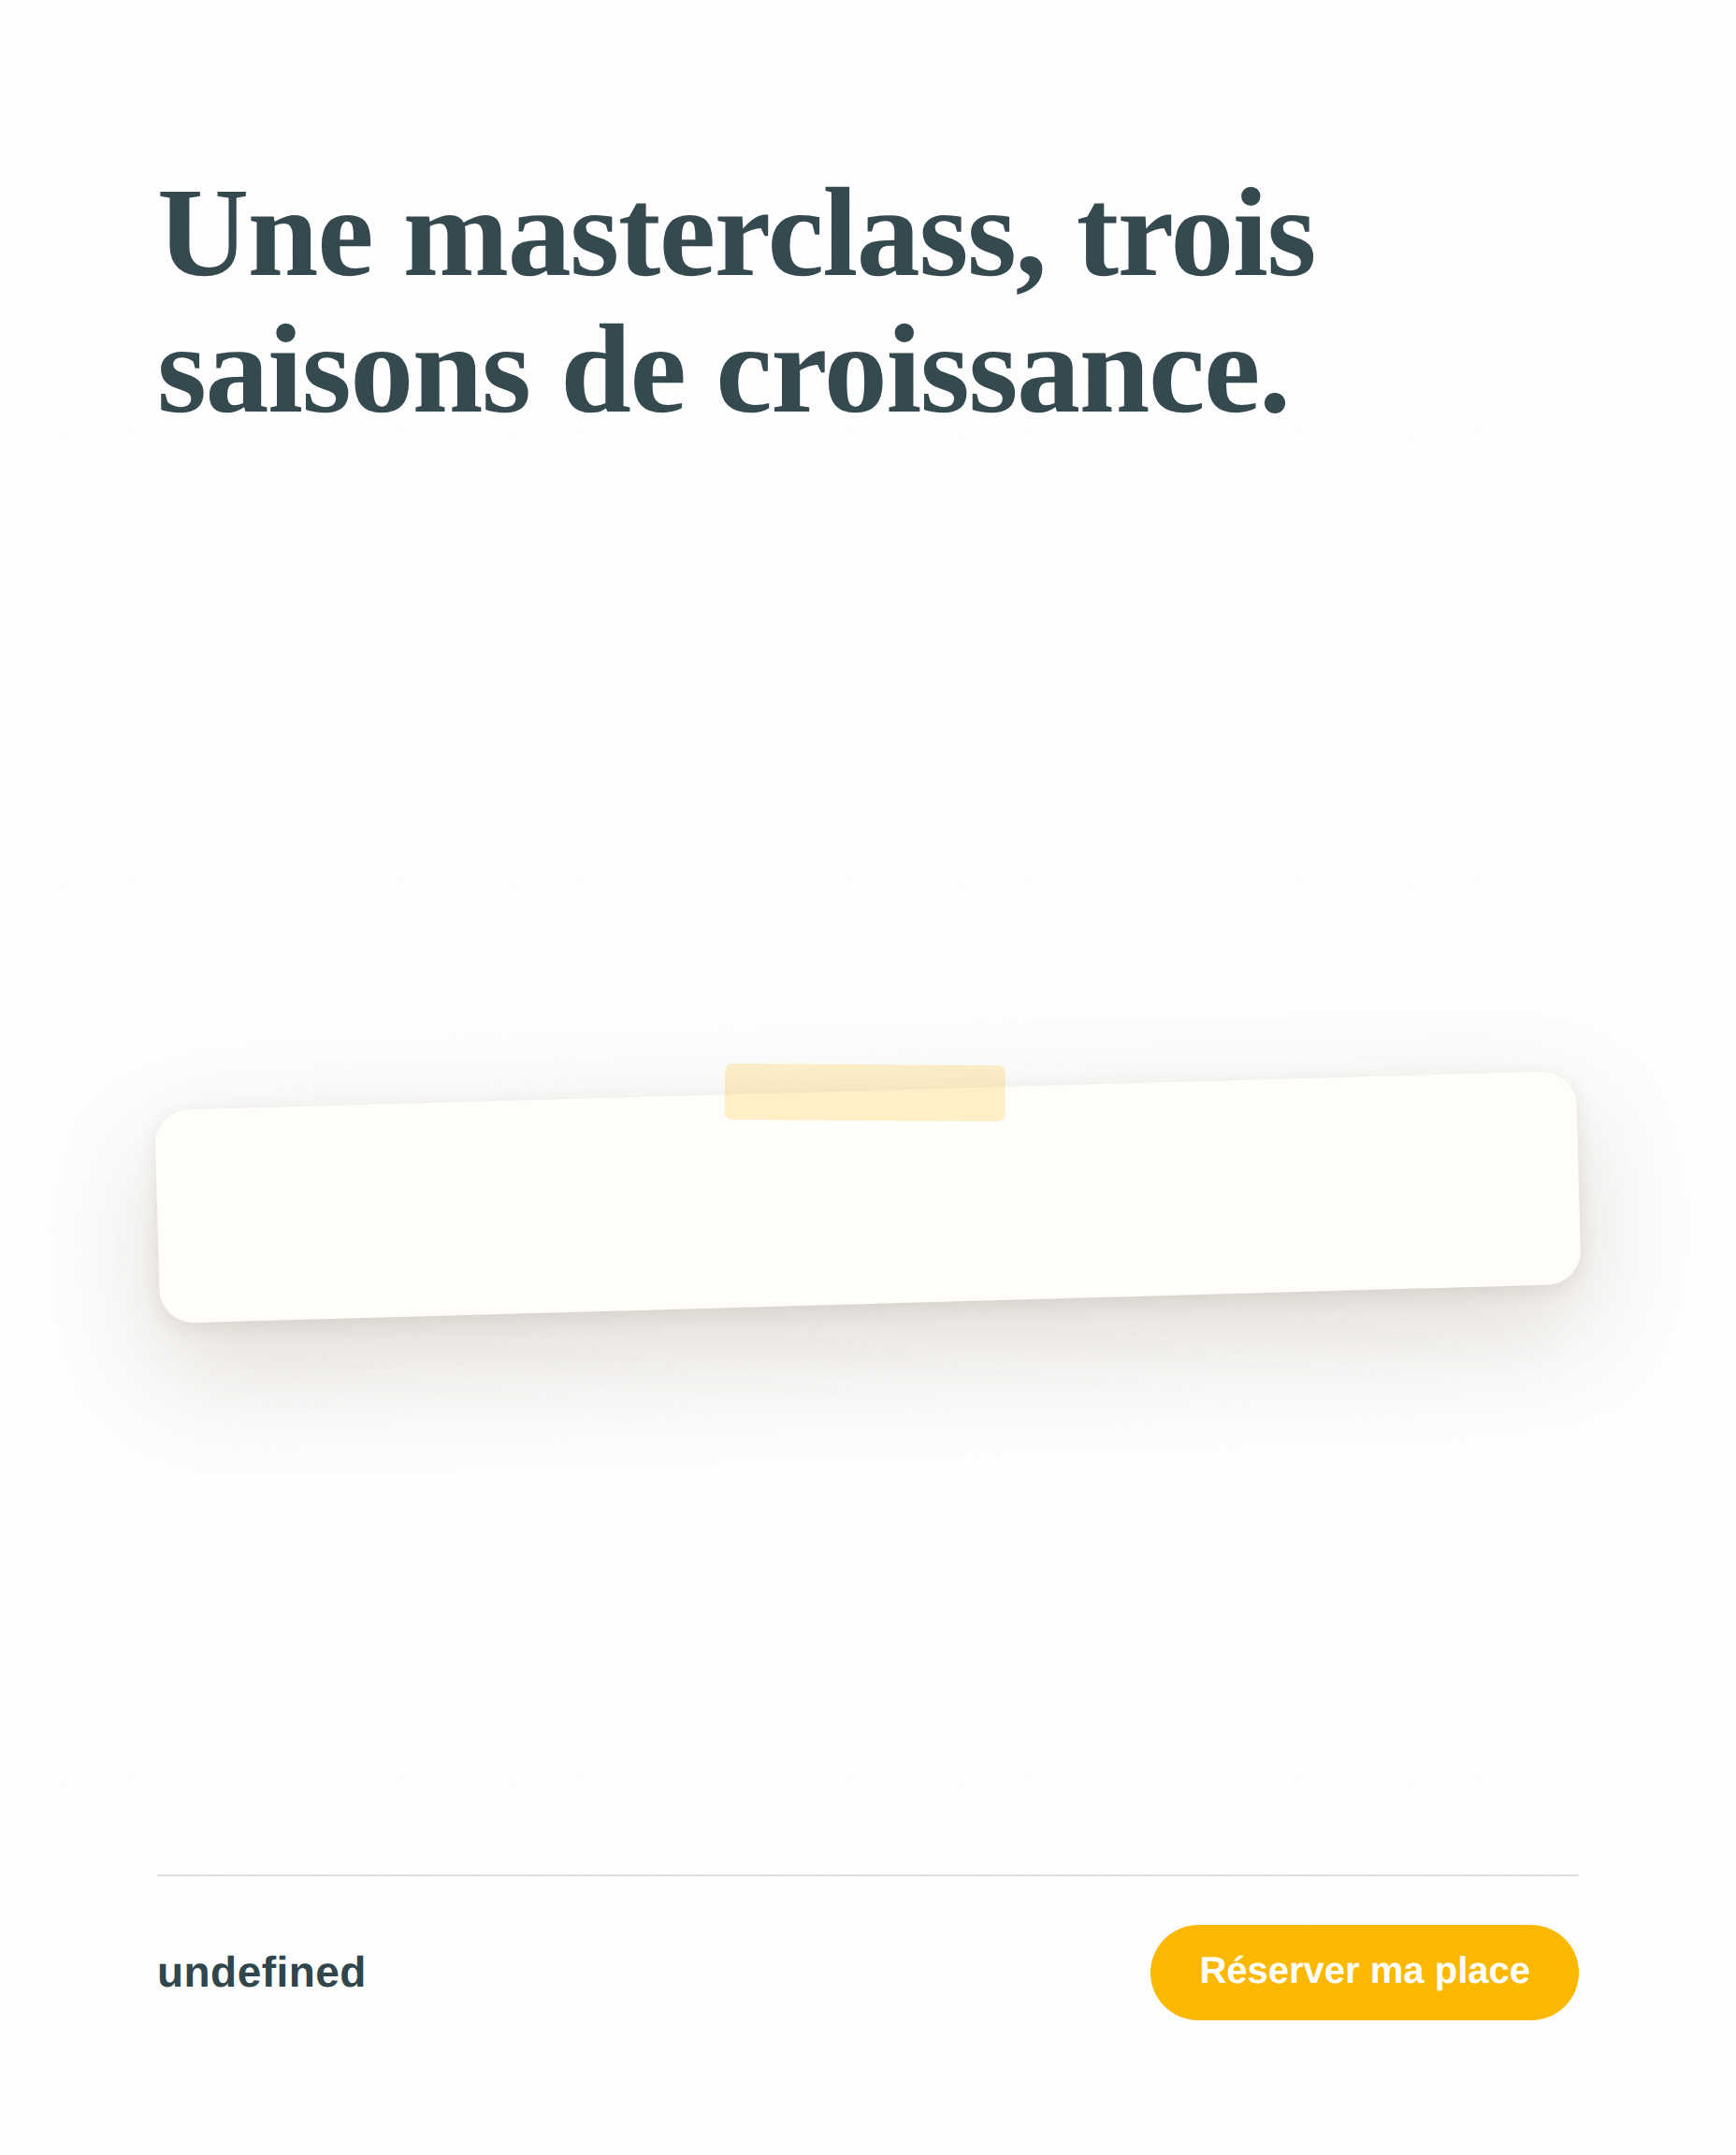 Une masterclass, trois
saisons de croissance.
undefined
Réserver ma place